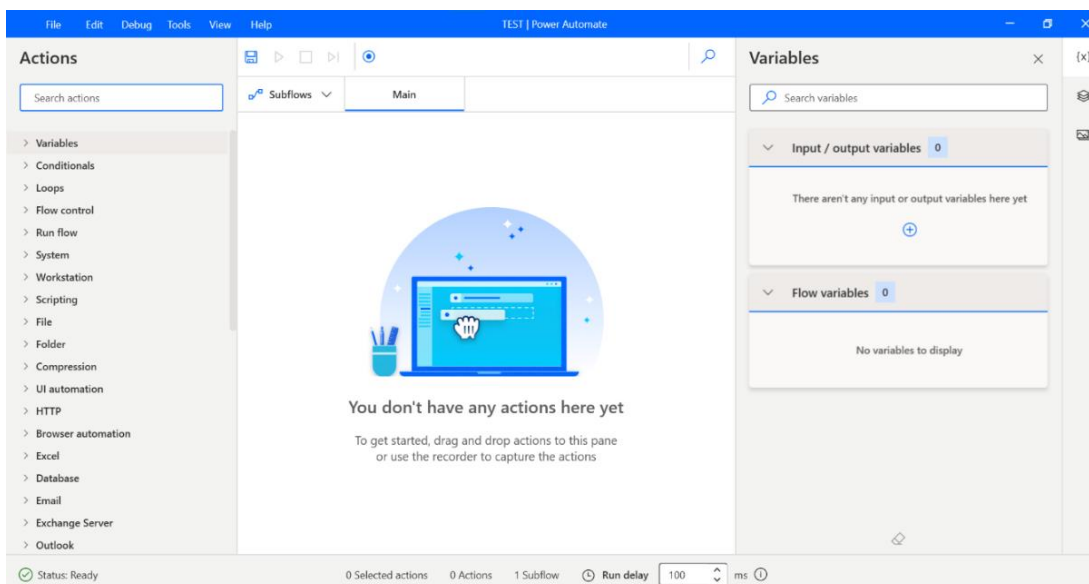 File Edit Debug Tools View Help
TEST | Power Automate
Actions
Search actions
Variables
Conditionals
Loops
Flow control
Run flow
System
Workstation
Scripting
File
Folder
Compression
UI automation
HTTP
Browser automation
Excel
Database
Email
Exchange Server
Outlook
Subflows
Main
You don't have any actions here yet
To get started, drag and drop actions to this pane
or use the recorder to capture the actions
Variables
{x}
Search variables
Input / output variables 0
There aren't any input or output variables here yet
Flow variables 0
No variables to display
Status: Ready
0 Selected actions 0 Actions 1 Subflow Run delay 100 ms